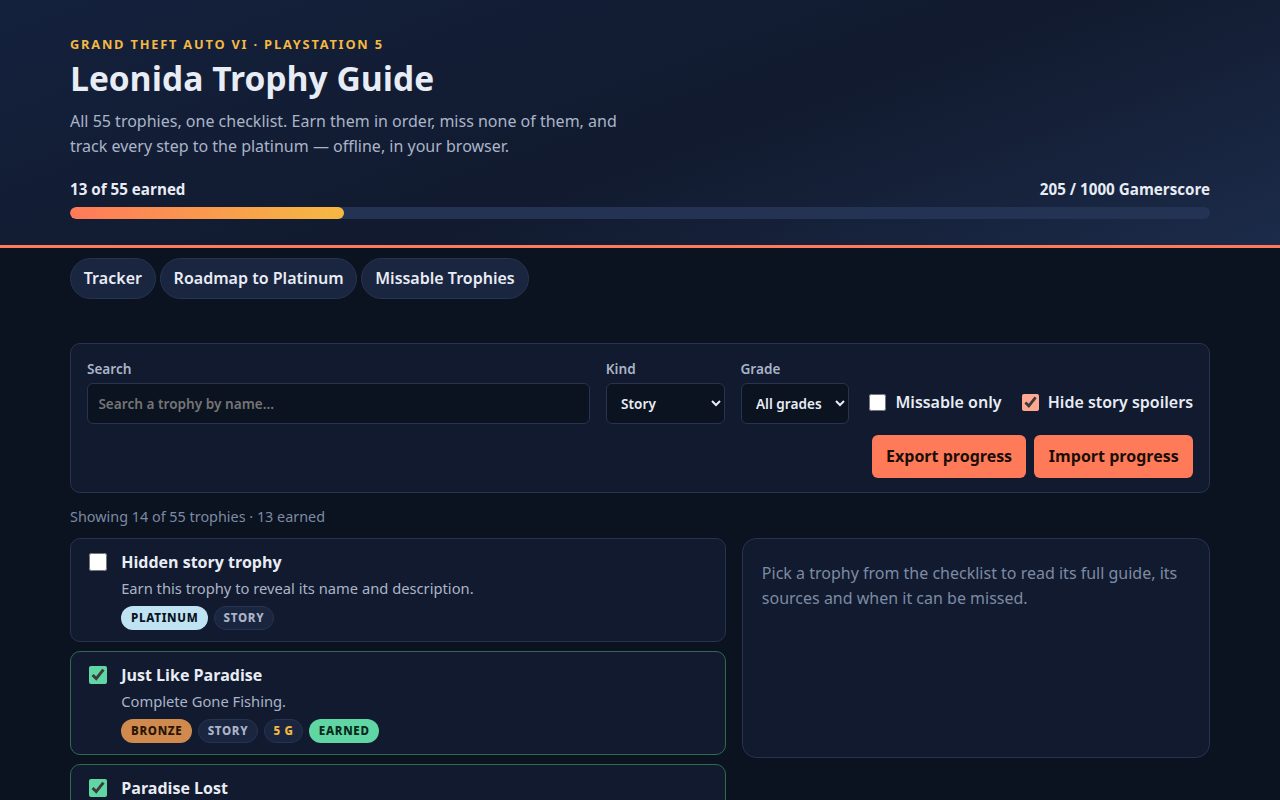 GRAND THEFT AUTO VI · PLAYSTATION 5
Leonida Trophy Guide
All 55 trophies, one checklist. Earn them in order, miss none of them, and
track every step to the platinum — offline, in your browser.
13 of 55 earned
205 / 1000 Gamerscore
Tracker
Roadmap to Platinum
Missable Trophies
Search
Kind
Grade
Search a trophy by name...
Story
All grades
Missable only
Hide story spoilers
Export progress
Import progress
Showing 14 of 55 trophies · 13 earned
Hidden story trophy
Earn this trophy to reveal its name and description.
PLATINUM
STORY
Pick a trophy from the checklist to read its full guide, its
sources and when it can be missed.
Just Like Paradise
Complete Gone Fishing.
BRONZE
STORY
5 G
EARNED
Paradise Lost